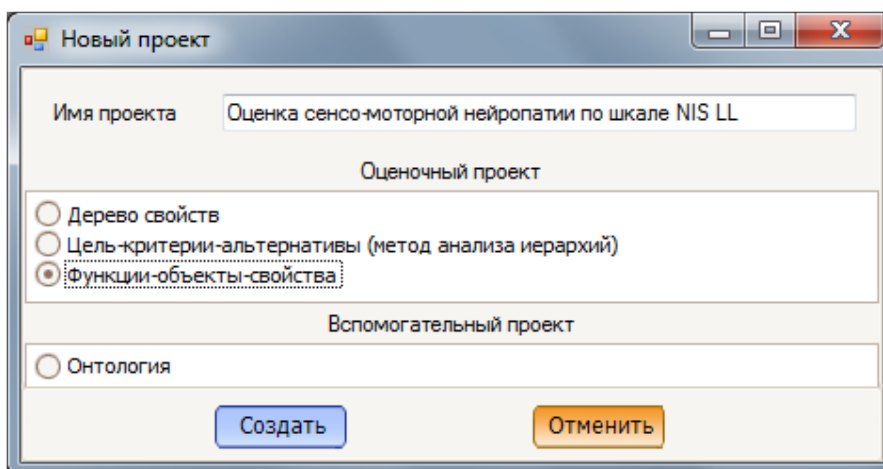 Новый проект
Имя проекта Оценка сенсо-моторной нейропатии по шкале NIS LL
Оценочный проект
Дерево свойств
Цель-критерии-альтернативы (метод анализа иерархий)
Функции-объекты-свойства
Вспомогательный проект
Онтология
Создать Отменить